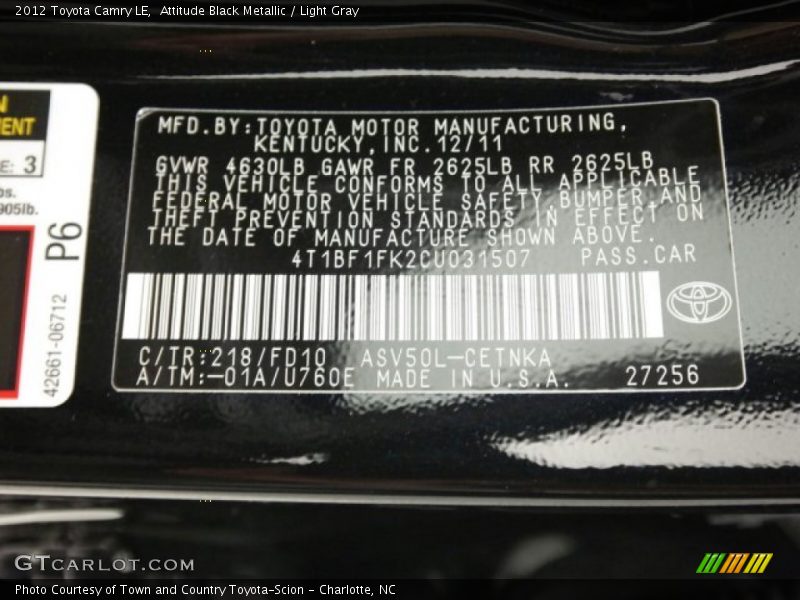 2012 Toyota Camry LE, Attitude Black Metallic / Light Gray
MFD.BY:TOYOTA MOTOR MANUFACTURING,
KENTUCKY,INC.12/11
GVWR 4630LB GAWR FR 2625LB RR 2625LB
THIS VEHICLE CONFORMS TO ALL APPLICABLE
FEDERAL MOTOR VEHICLE SAFETY,BUMPER,AND
THEFT PREVENTION STANDARDS IN EFFECT ON
THE DATE OF MANUFACTURE SHOWN ABOVE.
4T1BF1FK2CU031507 PASS.CAR
C/TR:218/FD10 ASV50L-CETNKA
A/TM:-01A/U760E MADE IN U.S.A. 27256
3
905lb.
P6
42661-06712
GTCARLOT.COM
Photo Courtesy of Town and Country Toyota-Scion - Charlotte, NC